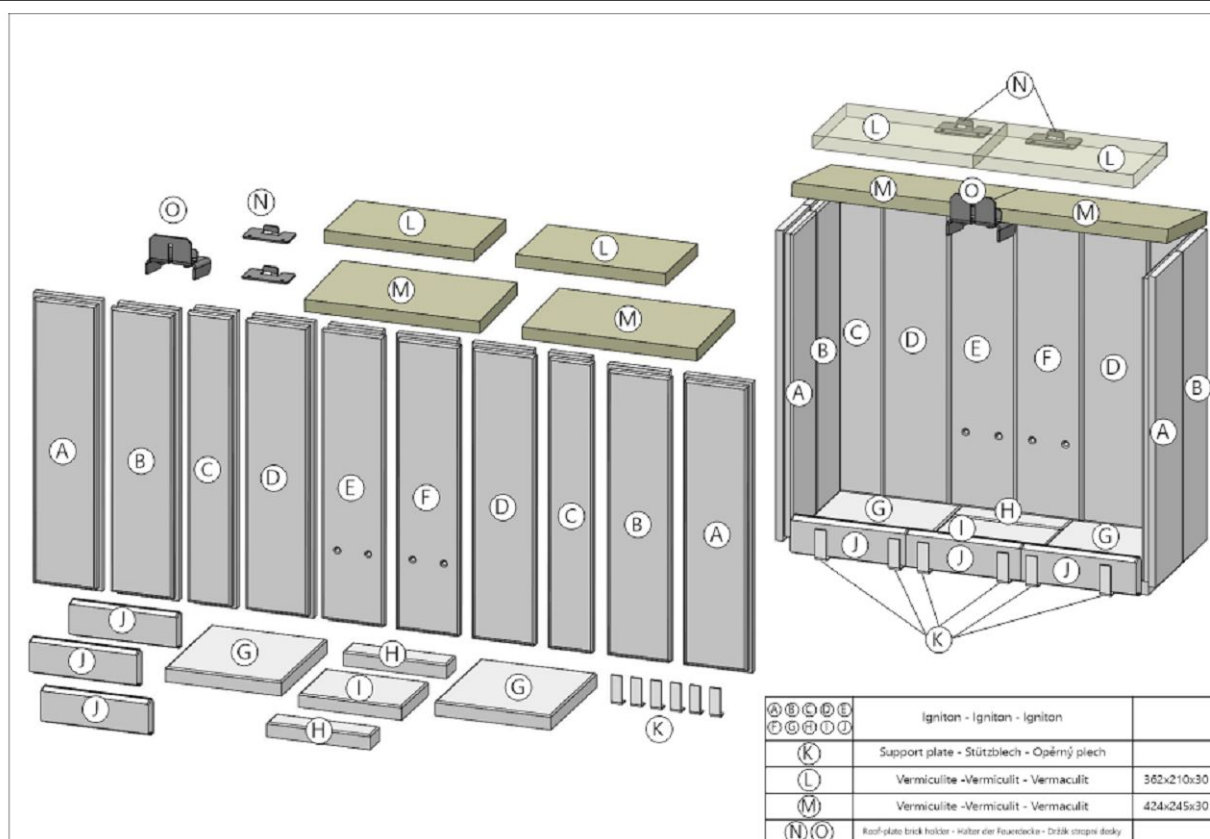 N
L
L
M
O
M
O
N
L
L
M
M
C
D
E
F
D
B
B
A
A
A
B
C
D
E
F
D
C
B
A
G
H
I
G
J
J
J
J
J
J
G
H
I
G
H
K
K
A B C D E
F G H I J
Igniton - Igniton - Igniton
K
Support plate - Stützblech - Opěrný plech
L
Vermiculite -Vermiculit - Vermaculit 362x210x30
M
Vermiculite -Vermiculit - Vermaculit 424x245x30
N O
Roof-plate brick holder - Halter der Feuerdecke - Držák stropní desky